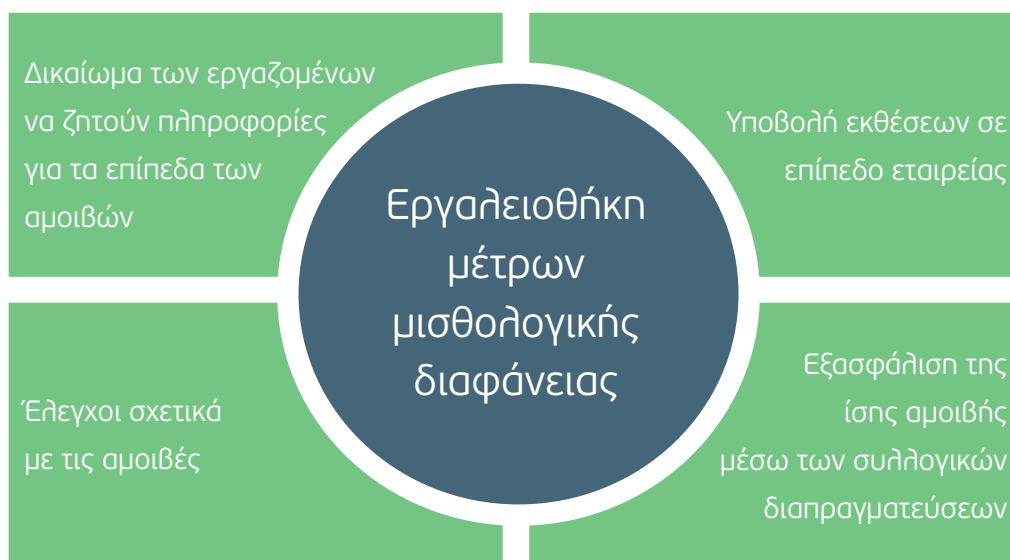 Δικαίωμα των εργαζομένων
να ζητούν πληροφορίες
για τα επίπεδα των
αμοιβών
Υποβολή εκθέσεων σε
επίπεδο εταιρείας
Εργαλειοθήκη
μέτρων
μισθολογικής
διαφάνειας
Έλεγχοι σχετικά
με τις αμοιβές
Εξασφάλιση της
ίσης αμοιβής
μέσω των συλλογικών
διαπραγματεύσεων